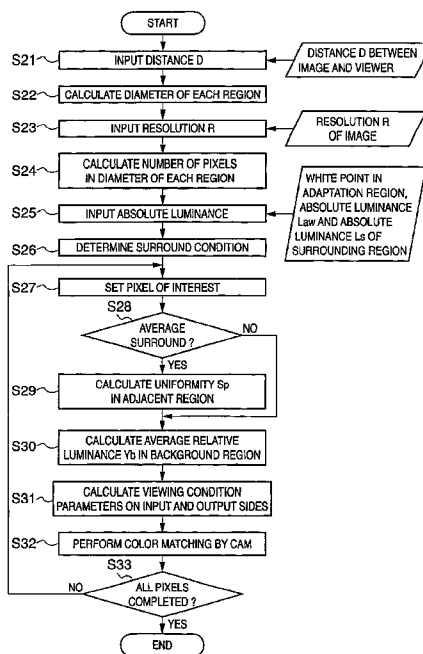 START
S21
INPUT DISTANCE D
DISTANCE D BETWEEN
IMAGE AND VIEWER
S22
CALCULATE DIAMETER OF EACH REGION
S23
INPUT RESOLUTION R
RESOLUTION R
OF IMAGE
S24
CALCULATE NUMBER OF PIXELS
IN DIAMETER OF EACH REGION
S25
INPUT ABSOLUTE LUMINANCE
WHITE POINT IN
ADAPTATION REGION,
ABSOLUTE LUMINANCE
Law AND ABSOLUTE
LUMINANCE Ls OF
SURROUNDING REGION
S26
DETERMINE SURROUND CONDITION
S27
SET PIXEL OF INTEREST
S28
AVERAGE
SURROUND ?
NO
YES
S29
CALCULATE UNIFORMITY Sp
IN ADJACENT REGION
S30
CALCULATE AVERAGE RELATIVE
LUMINANCE Yb IN BACKGROUND REGION
S31
CALCULATE VIEWING CONDITION
PARAMETERS ON INPUT AND OUTPUT SIDES
S32
PERFORM COLOR MATCHING BY CAM
S33
NO
ALL PIXELS
COMPLETED ?
YES
END